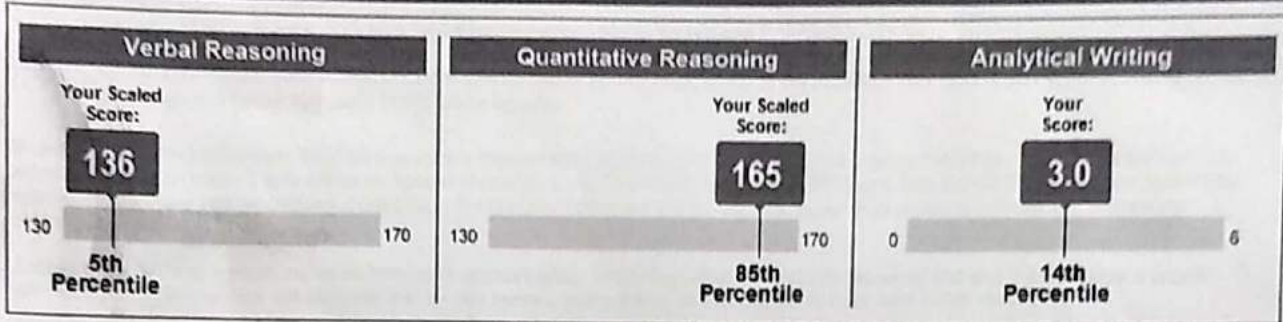 Verbal Reasoning
Your Scaled
Score:
136
130
170
5th
Percentile
Quantitative Reasoning
Your Scaled
Score:
165
130
170
85th
Percentile
Analytical Writing
Your
Score:
3.0
0
6
14th
Percentile